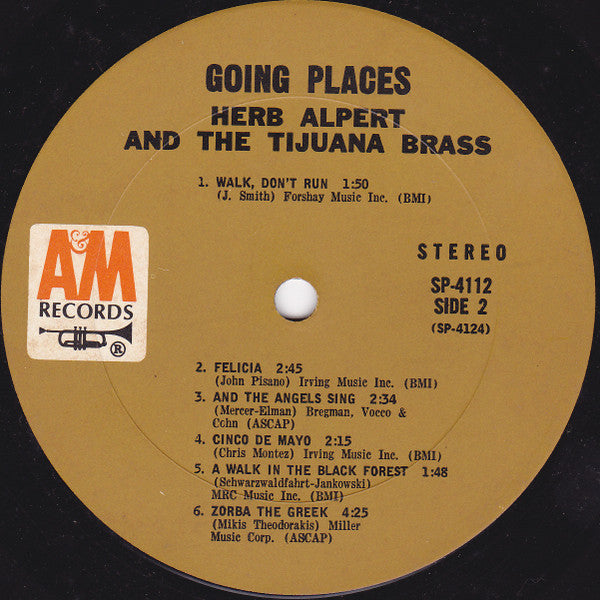 GOING PLACES
HERB ALPERT
AND THE TIJUANA BRASS
1. WALK, DON'T RUN 1:50
(J. Smith) Forshay Music Inc. (BMI)
A&M
RECORDS
®
STEREO
SP-4112
SIDE 2
(SP-4124)
2. FELICIA 2:45
(John Pisano) Irving Music Inc. (BMI)
3. AND THE ANGELS SING 2:34
(Mercer-Elman) Bregman, Vocco &
Cohn (ASCAP)
4. CINCO DE MAYO 2:15
(Chris Montez) Irving Music Inc. (BMI)
5. A WALK IN THE BLACK FOREST 1:48
(Schwarzwaldfahrt-Jankowski)
MRC Music Inc. (BMI)
6. ZORBA THE GREEK 4:25
(Mikis Theodorakis) Miller
Music Corp. (ASCAP)